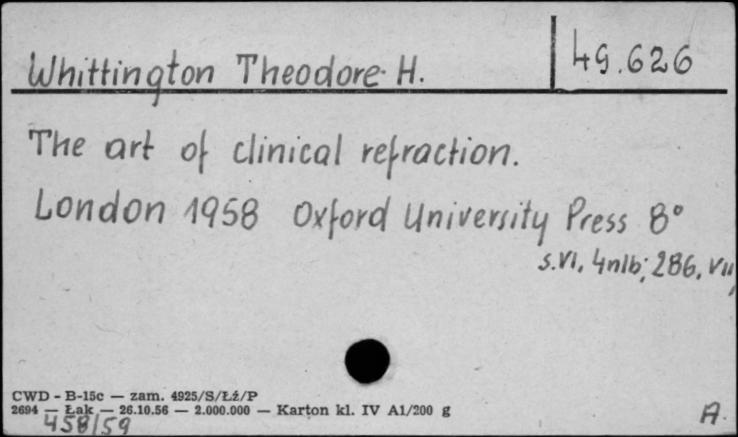 Whittington Theodore H.
49.626
The art of clinical refraction.
London 1958 Oxford University Press 8°
s.VI, 4nlb; 286, VII,
CWD - B-15c — zam. 4925/S/Łż/P
2694 — Łak — 26.10.56 — 2.000.000 — Karton kl. IV A1/200 g
458/59
A.